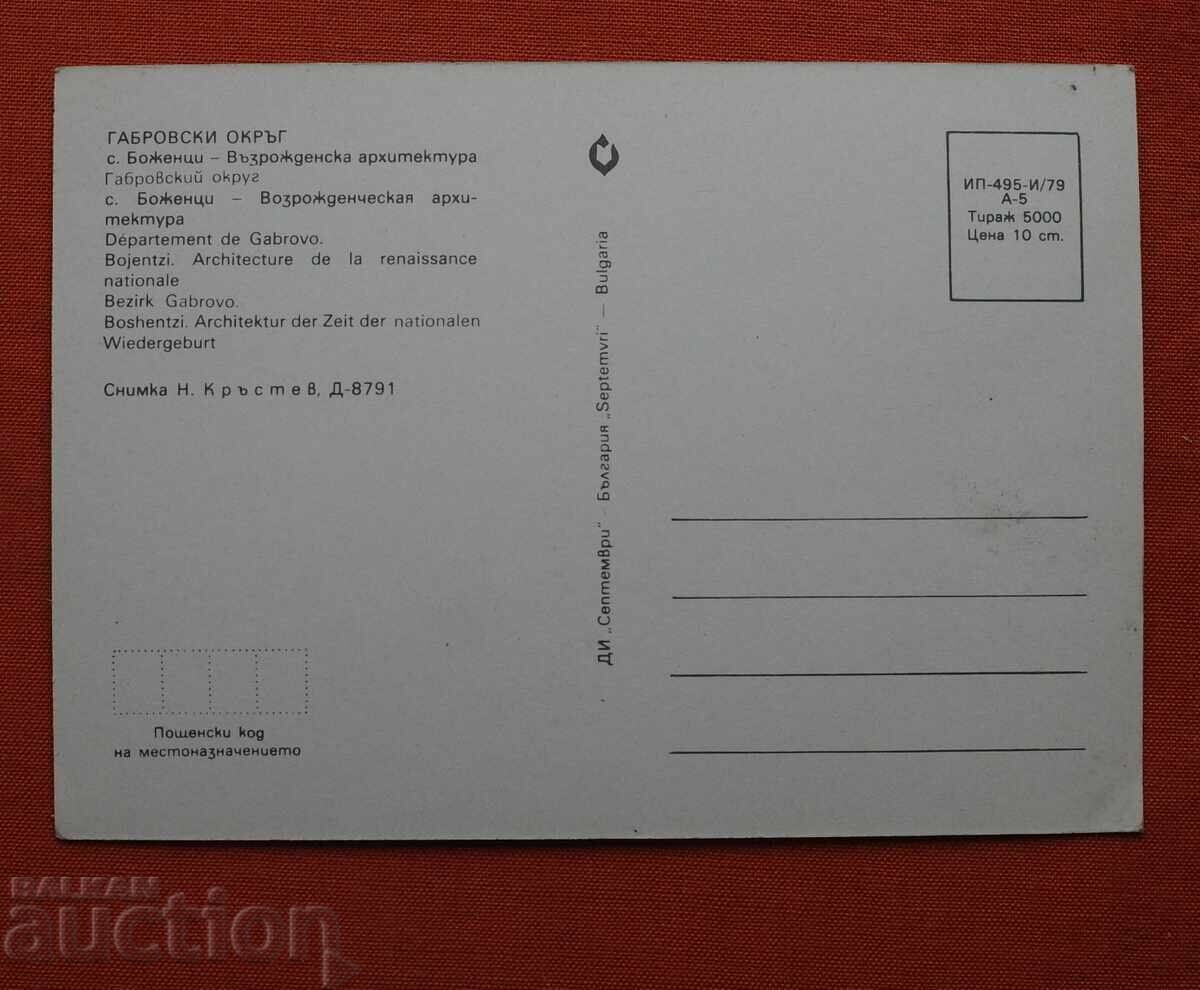 ГАБРОВСКИ ОКРЪГ
с. Боженци – Възрожденска архитектура
Габровский округ
с. Боженци – Возрожденческая архи-
тектура
Département de Gabrovo.
Bojentzi. Architecture de la renaissance
nationale
Bezirk Gabrovo.
Boshentzi. Architektur der Zeit der nationalen
Wiedergeburt
Снимка Н. Кръстев, Д-8791
Пощенски код
на местоназначението
ДИ „Септември" – България „Septemvri" — Bulgaria
ИП-495-И/79
А-5
Тираж 5000
Цена 10 ст.
BALKAN
auction